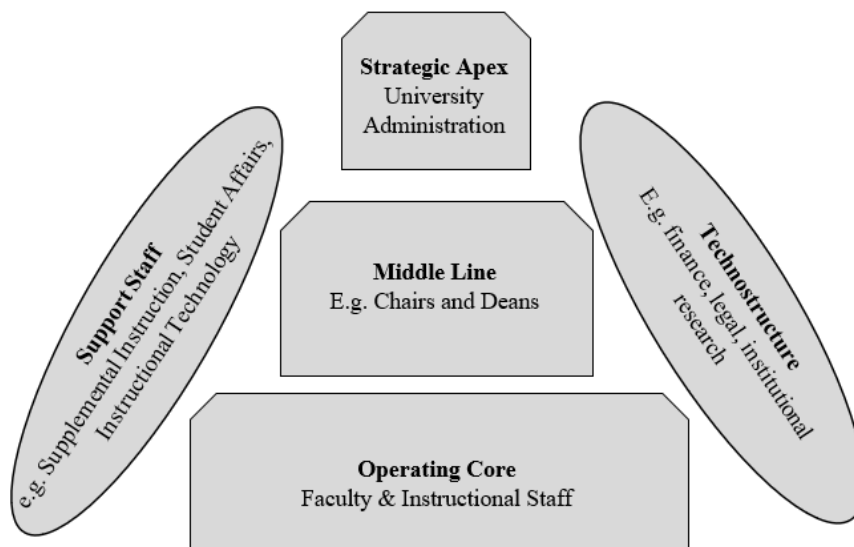 Strategic Apex
University
Administration
Support Staff
e.g. Supplemental Instruction, Student Affairs,
Instructional Technology
Middle Line
E.g. Chairs and Deans
Technostructure
E.g. finance, legal, institutional
research
Operating Core
Faculty & Instructional Staff